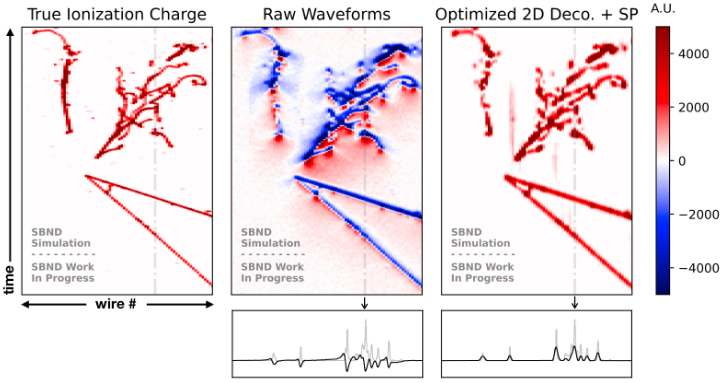 True Ionization Charge
Raw Waveforms
Optimized 2D Deco. + SP
A.U.
4000
2000
0
−2000
−4000
time
SBND
Simulation
SBND Work
In Progress
SBND
Simulation
SBND Work
In Progress
SBND
Simulation
SBND Work
In Progress
wire #